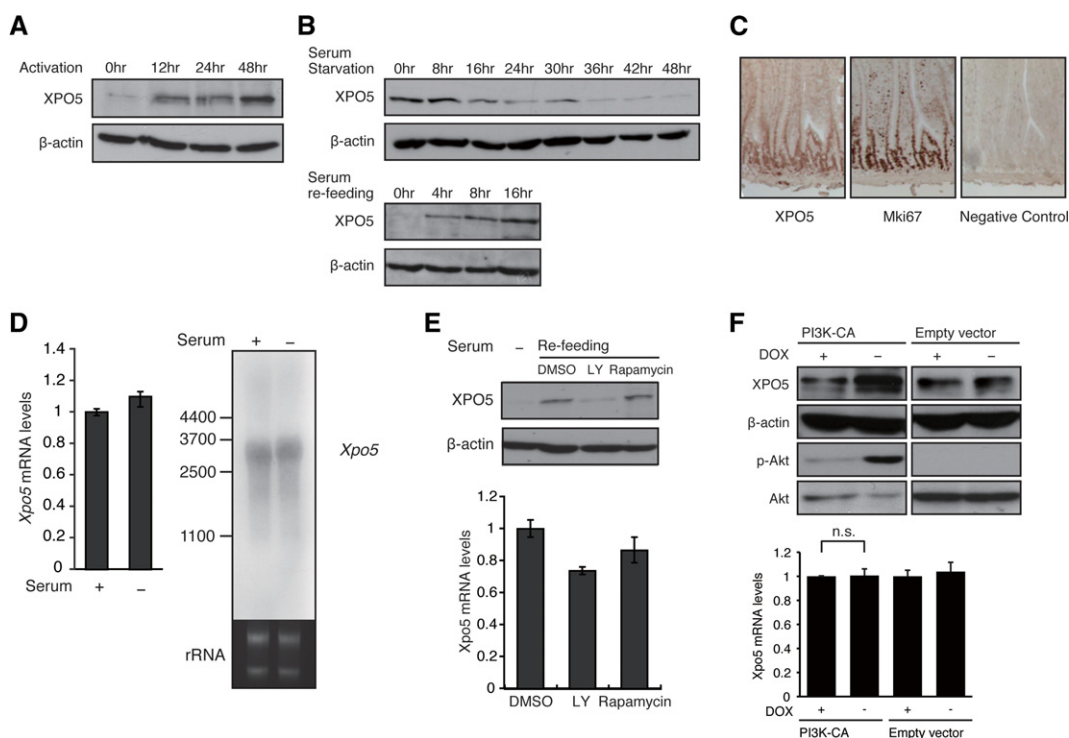 A
Activation 0hr 12hr 24hr 48hr
XPO5
β-actin
B
Serum
Starvation 0hr 8hr 16hr 24hr 30hr 36hr 42hr 48hr
XPO5
β-actin
Serum
re-feeding 0hr 4hr 8hr 16hr
XPO5
β-actin
C
XPO5 Mki67 Negative Control
D
Xpo5 mRNA levels
1.4
1.2
1
0.8
0.6
0.4
0.2
0
Serum + −
Serum + −
4400
3700
2500
1100
Xpo5
rRNA
E
Serum − Re-feeding
DMSO LY Rapamycin
XPO5
β-actin
Xpo5 mRNA levels
1.2
1
0.8
0.6
0.4
0.2
0
DMSO LY Rapamycin
F
PI3K-CA Empty vector
DOX + − + −
XPO5
β-actin
p-Akt
Akt
n.s.
Xpo5 mRNA levels
1.2
1
0.8
0.6
0.4
0.2
0
DOX + - + -
PI3K-CA Empty vector